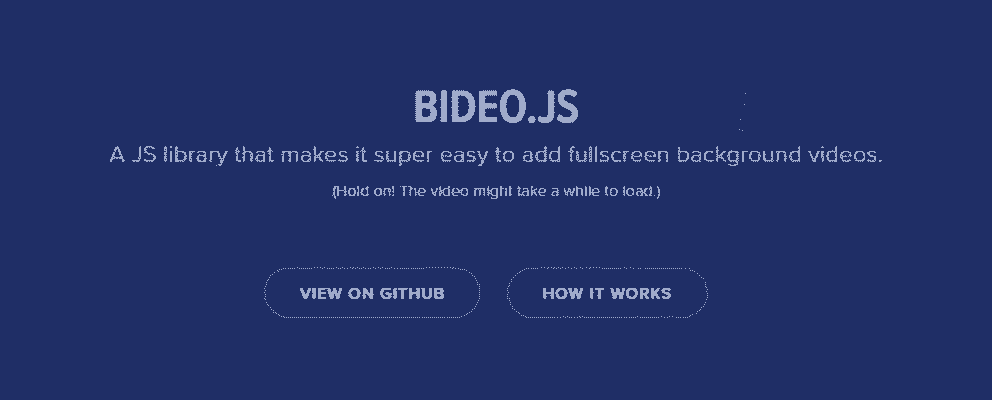 BIDEO.JS
A JS library that makes it super easy to add fullscreen background videos.
(Hold on! The video might take a while to load.)
VIEW ON GITHUB
HOW IT WORKS